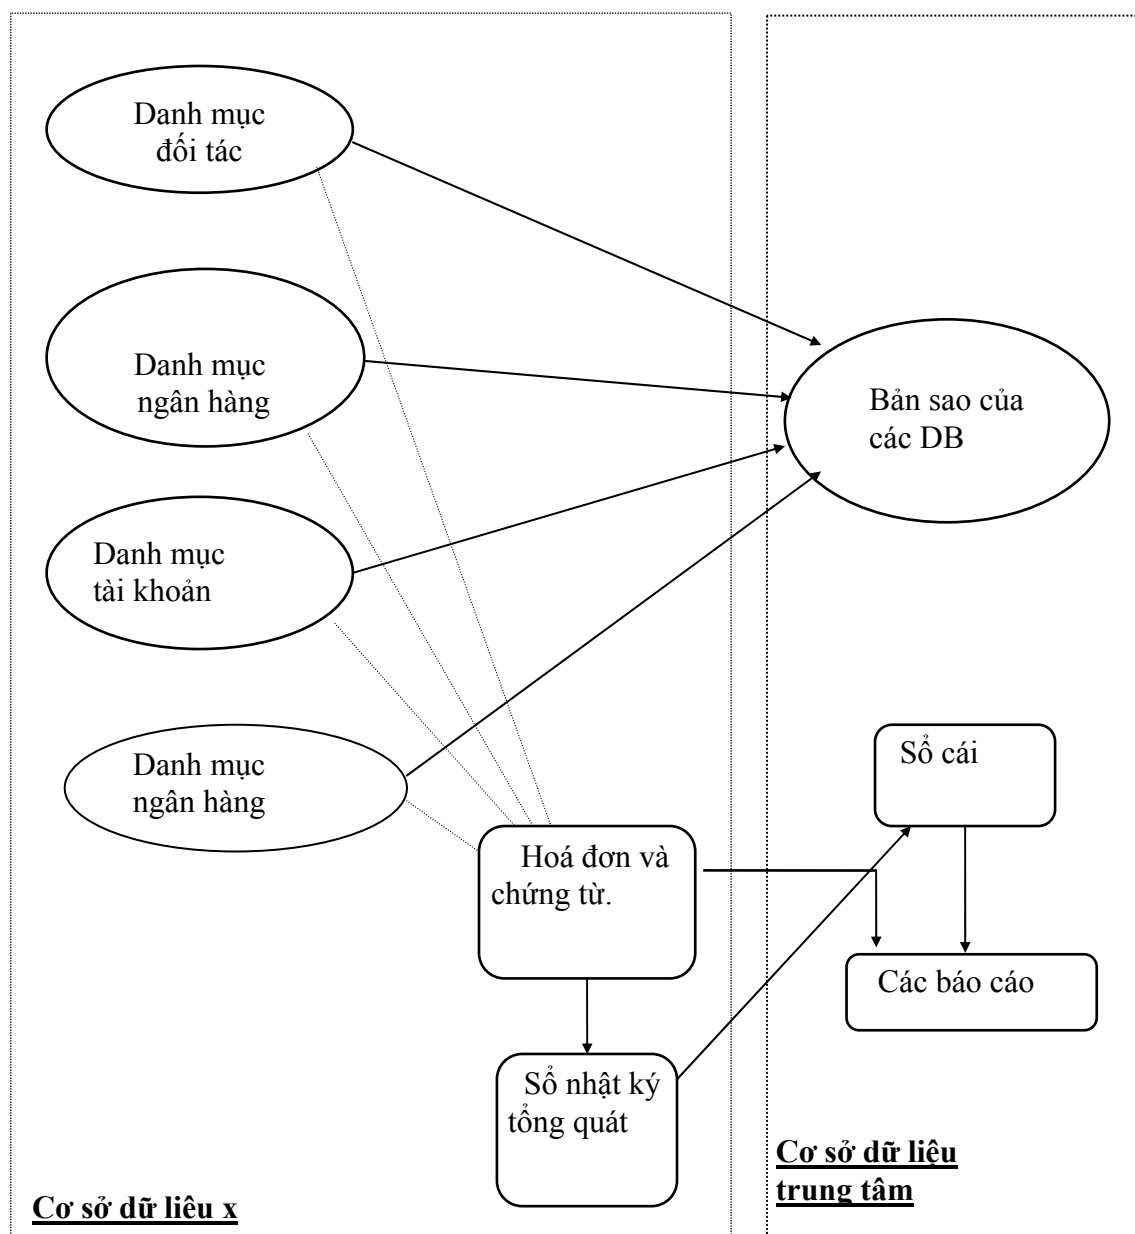 Danh mục
đối tác
Danh mục
ngân hàng
Bản sao của
các DB
Danh mục
tài khoản
Danh mục
ngân hàng
Sổ cái
Hoá đơn và
chứng từ.
Các báo cáo
Sổ nhật ký
tổng quát
Cơ sở dữ liệu
trung tâm
Cơ sở dữ liêu x